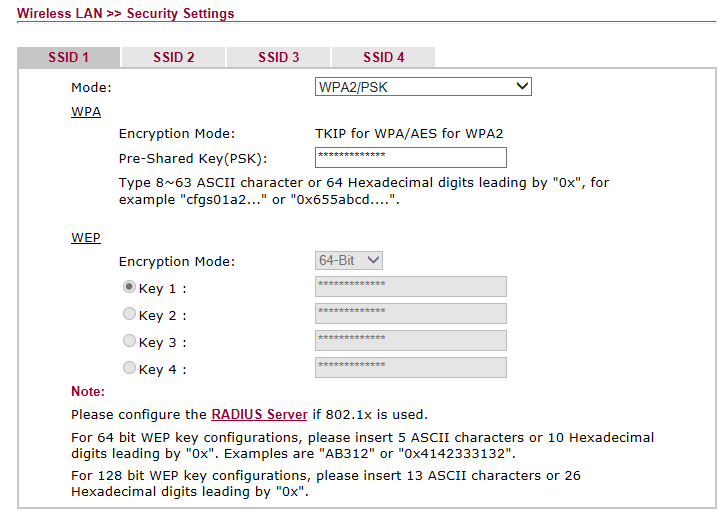 Wireless LAN >> Security Settings
SSID 1 SSID 2 SSID 3 SSID 4
Mode: WPA2/PSK
WPA
Encryption Mode: TKIP for WPA/AES for WPA2
Pre-Shared Key(PSK): *************
Type 8~63 ASCII character or 64 Hexadecimal digits leading by "0x", for
example "cfgs01a2..." or "0x655abcd....".
WEP
Encryption Mode: 64-Bit
Key 1 : *************
Key 2 : *************
Key 3 : *************
Key 4 : *************
Note:
Please configure the RADIUS Server if 802.1x is used.
For 64 bit WEP key configurations, please insert 5 ASCII characters or 10 Hexadecimal
digits leading by "0x". Examples are "AB312" or "0x4142333132".
For 128 bit WEP key configurations, please insert 13 ASCII characters or 26
Hexadecimal digits leading by "0x".